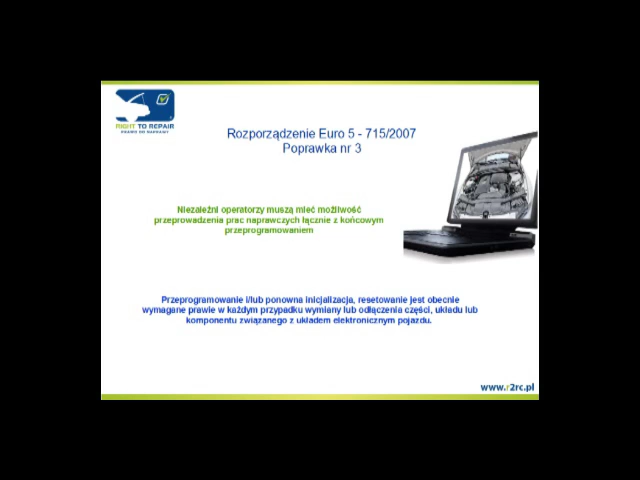 RIGHT TO REPAIR
PRAWO DO NAPRAWY
Rozporządzenie Euro 5 - 715/2007
Poprawka nr 3
Niezależni operatorzy muszą mieć możliwość
przeprowadzenia prac naprawczych łącznie z końcowym
przeprogramowaniem
Przeprogramowanie i/lub ponowna inicjalizacja, resetowanie jest obecnie
wymagane prawie w każdym przypadku wymiany lub odłączenia części, układu lub
komponentu związanego z układem elektronicznym pojazdu.
www.r2rc.pl